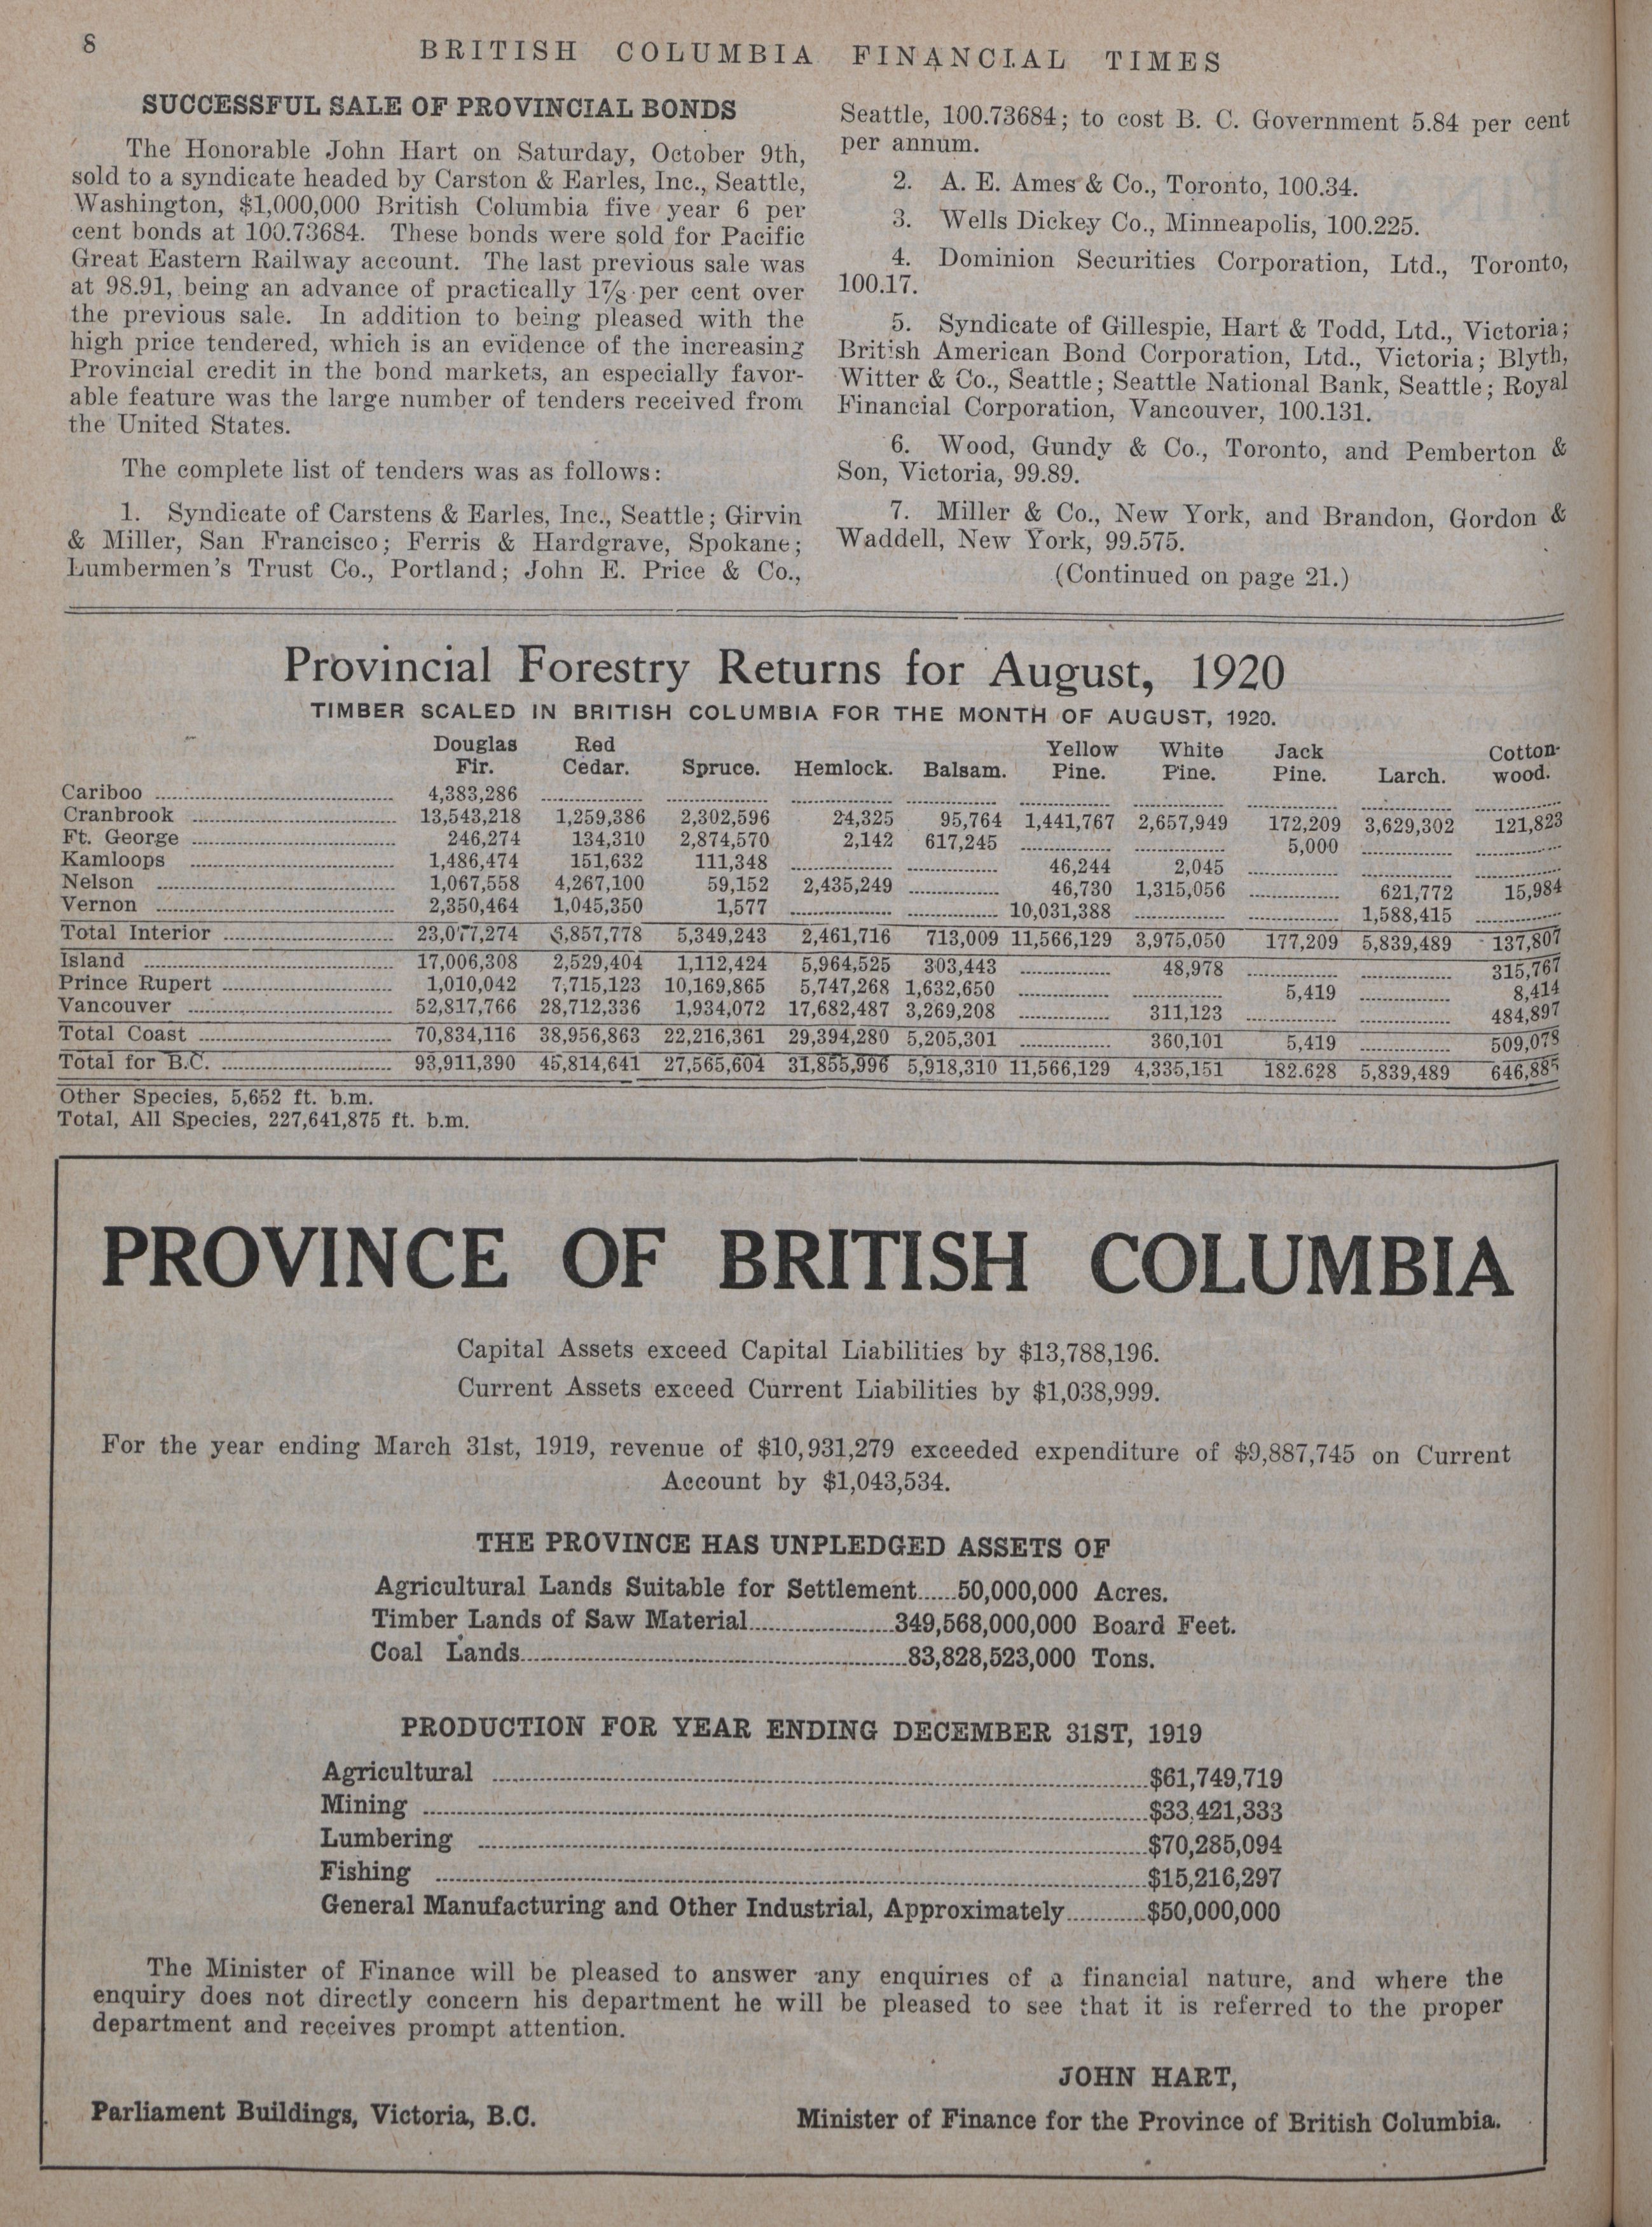 8
BRITISH COLUMBIA FINANCIAL TIMES
SUCCESSFUL SALE OF PROVINCIAL BONDS
The Honorable John Hart on Saturday, October 9th,
sold to a syndicate headed by Carston & Earles, Inc., Seattle,
Washington, $1,000,000 British Columbia five year 6 per
cent bonds at 100.73684. These bonds were sold for Pacific
Great Eastern Railway account. The last previous sale was
at 98.91, being an advance of practically 1⅞ per cent over
the previous sale. In addition to being pleased with the
high price tendered, which is an evidence of the increasing
Provincial credit in the bond markets, an especially favor-
able feature was the large number of tenders received from
the United States.
The complete list of tenders was as follows:
1. Syndicate of Carstens & Earles, Inc., Seattle; Girvin
& Miller, San Francisco; Ferris & Hardgrave, Spokane;
Lumbermen's Trust Co., Portland; John E. Price & Co.,
Seattle, 100.73684; to cost B. C. Government 5.84 per cent
per annum.
2. A. E. Ames & Co., Toronto, 100.34.
3. Wells Dickey Co., Minneapolis, 100.225.
4. Dominion Securities Corporation, Ltd., Toronto,
100.17.
5. Syndicate of Gillespie, Hart & Todd, Ltd., Victoria;
British American Bond Corporation, Ltd., Victoria; Blyth,
Witter & Co., Seattle; Seattle National Bank, Seattle; Royal
Financial Corporation, Vancouver, 100.131.
6. Wood, Gundy & Co., Toronto, and Pemberton &
Son, Victoria, 99.89.
7. Miller & Co., New York, and Brandon, Gordon &
Waddell, New York, 99.575.
(Continued on page 21.)
Provincial Forestry Returns for August, 1920
TIMBER SCALED IN BRITISH COLUMBIA FOR THE MONTH OF AUGUST, 1920.
Douglas Red Yellow White Jack Cotton-
Fir. Cedar. Spruce. Hemlock. Balsam. Pine. Pine. Pine. Larch. wood.
Cariboo 4,383,286
Cranbrook 13,543,218 1,259,386 2,302,596 24,325 95,764 1,441,767 2,657,949 172,209 3,629,302 121,823
Ft. George 246,274 134,310 2,874,570 2,142 617,245 5,000
Kamloops 1,486,474 151,632 111,348 46,244 2,045
Nelson 1,067,558 4,267,100 59,152 2,435,249 46,730 1,315,056 621,772 15,984
Vernon 2,350,464 1,045,350 1,577 10,031,388 1,588,415
Total Interior 23,077,274 6,857,778 5,349,243 2,461,716 713,009 11,566,129 3,975,050 177,209 5,839,489 137,807
Island 17,006,308 2,529,404 1,112,424 5,964,525 303,443 48,978 315,767
Prince Rupert 1,010,042 7,715,123 10,169,865 5,747,268 1,632,650 5,419 8,414
Vancouver 52,817,766 28,712,336 1,934,072 17,682,487 3,269,208 311,123 484,897
Total Coast 70,834,116 38,956,863 22,216,361 29,394,280 5,205,301 360,101 5,419 509,078
Total for B.C. 93,911,390 45,814,641 27,565,604 31,855,996 5,918,310 11,566,129 4,335,151 182.628 5,839,489 646,885
Other Species, 5,652 ft. b.m.
Total, All Species, 227,641,875 ft. b.m.
PROVINCE OF BRITISH COLUMBIA
Capital Assets exceed Capital Liabilities by $13,788,196.
Current Assets exceed Current Liabilities by $1,038,999.
For the year ending March 31st, 1919, revenue of $10,931,279 exceeded expenditure of $9,887,745 on Current
Account by $1,043,534.
THE PROVINCE HAS UNPLEDGED ASSETS OF
Agricultural Lands Suitable for Settlement......50,000,000 Acres.
Timber Lands of Saw Material......349,568,000,000 Board Feet.
Coal Lands......83,828,523,000 Tons.
PRODUCTION FOR YEAR ENDING DECEMBER 31ST, 1919
Agricultural ......$61,749,719
Mining ......$33,421,333
Lumbering ......$70,285,094
Fishing ......$15,216,297
General Manufacturing and Other Industrial, Approximately......$50,000,000
The Minister of Finance will be pleased to answer any enquiries of a financial nature, and where the
enquiry does not directly concern his department he will be pleased to see that it is referred to the proper
department and receives prompt attention.
JOHN HART,
Parliament Buildings, Victoria, B.C. Minister of Finance for the Province of British Columbia.